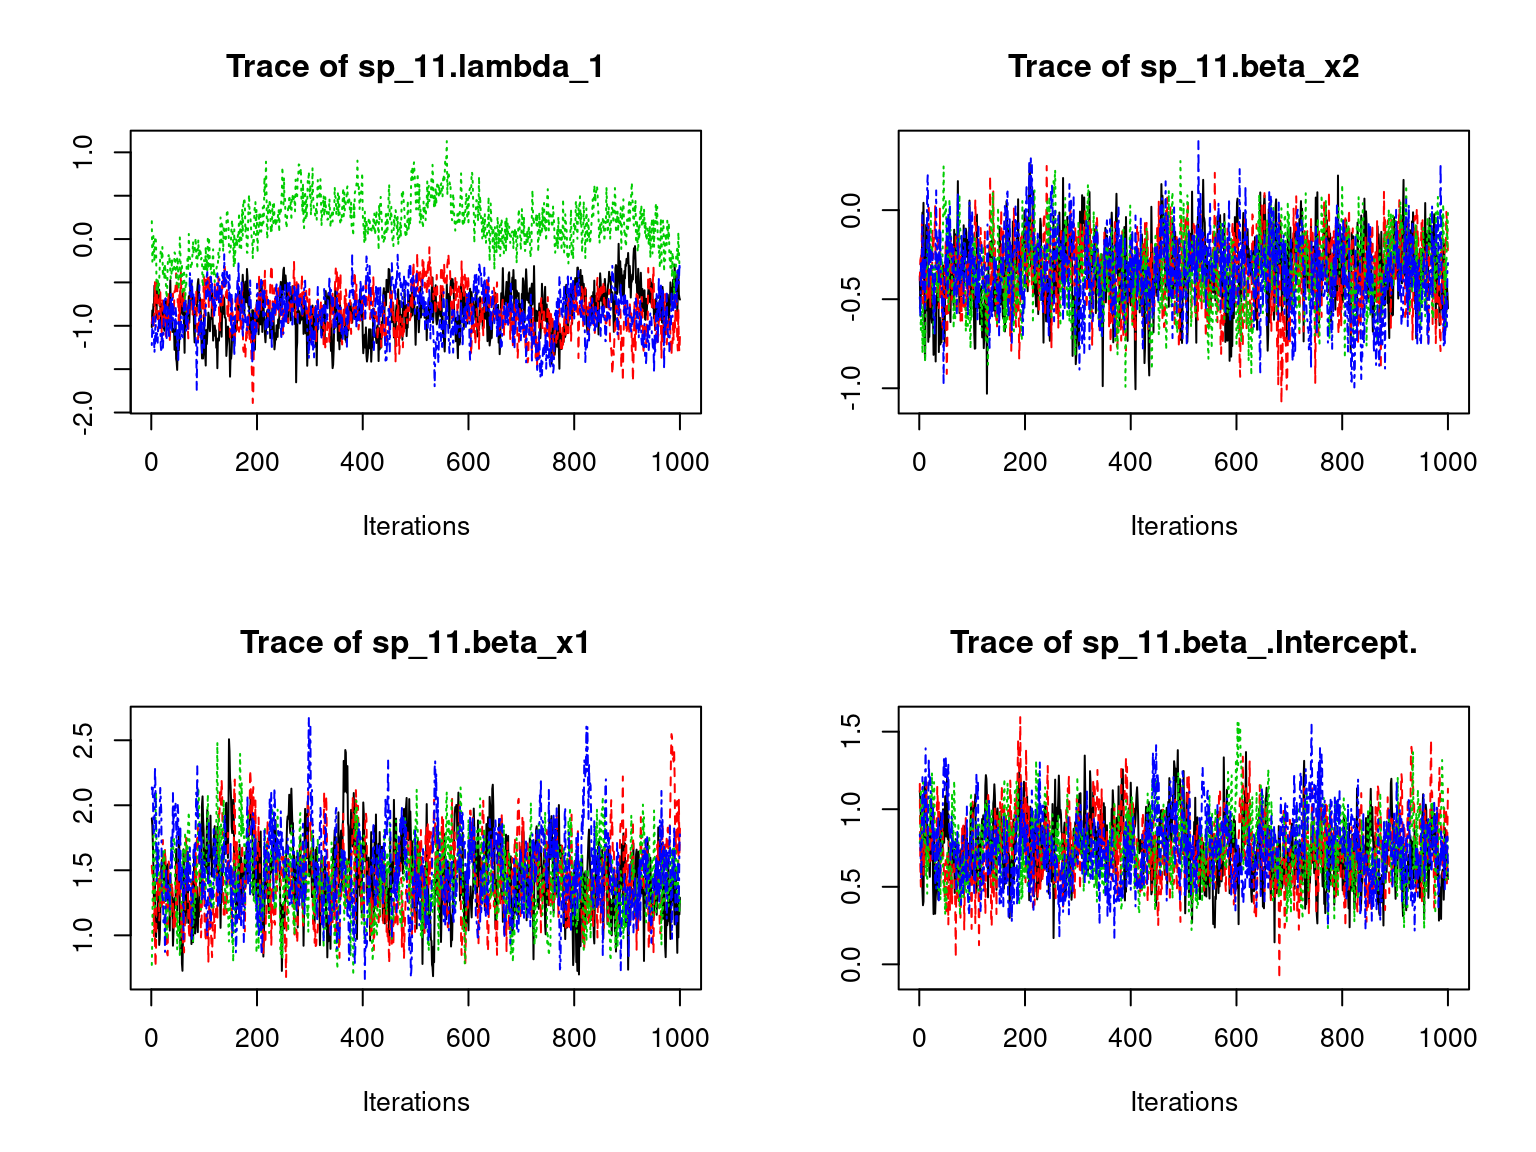 Trace of sp_11.lambda_1
1.0
0.0
-1.0
-2.0
0 200 400 600 800 1000
Iterations
Trace of sp_11.beta_x2
0.0
-0.5
-1.0
0 200 400 600 800 1000
Iterations
Trace of sp_11.beta_x1
2.5
2.0
1.5
1.0
0 200 400 600 800 1000
Iterations
Trace of sp_11.beta_.Intercept.
1.5
1.0
0.5
0.0
0 200 400 600 800 1000
Iterations